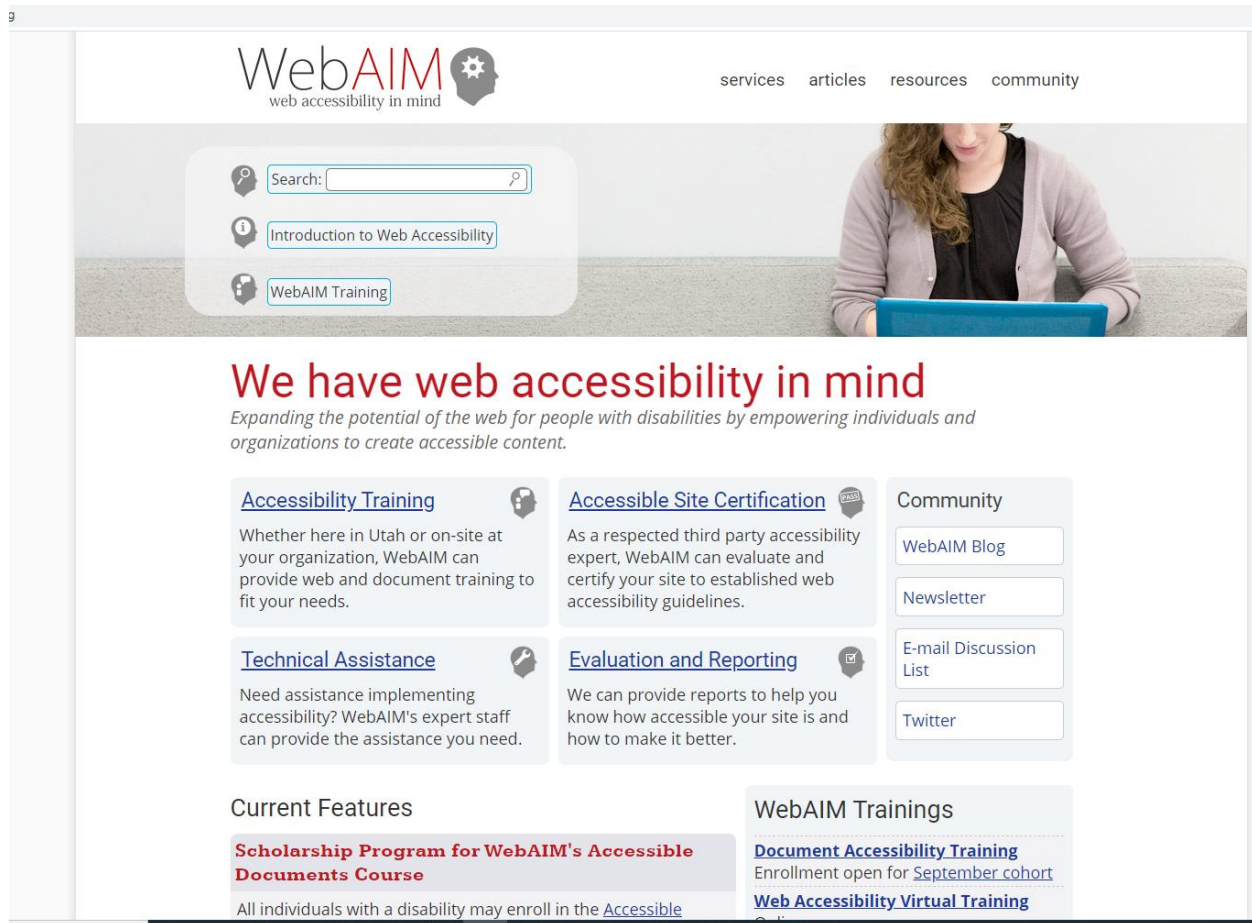 g
WebAIM
web accessibility in mind
services articles resources community
Search:
Introduction to Web Accessibility
WebAIM Training
We have web accessibility in mind
Expanding the potential of the web for people with disabilities by empowering individuals and
organizations to create accessible content.
Accessibility Training
Whether here in Utah or on-site at
your organization, WebAIM can
provide web and document training to
fit your needs.
Accessible Site Certification
PASS
As a respected third party accessibility
expert, WebAIM can evaluate and
certify your site to established web
accessibility guidelines.
Technical Assistance
Need assistance implementing
accessibility? WebAIM's expert staff
can provide the assistance you need.
Evaluation and Reporting
We can provide reports to help you
know how accessible your site is and
how to make it better.
Community
WebAIM Blog
Newsletter
E-mail Discussion
List
Twitter
Current Features
Scholarship Program for WebAIM's Accessible
Documents Course
All individuals with a disability may enroll in the Accessible
WebAIM Trainings
Document Accessibility Training
Enrollment open for September cohort
Web Accessibility Virtual Training